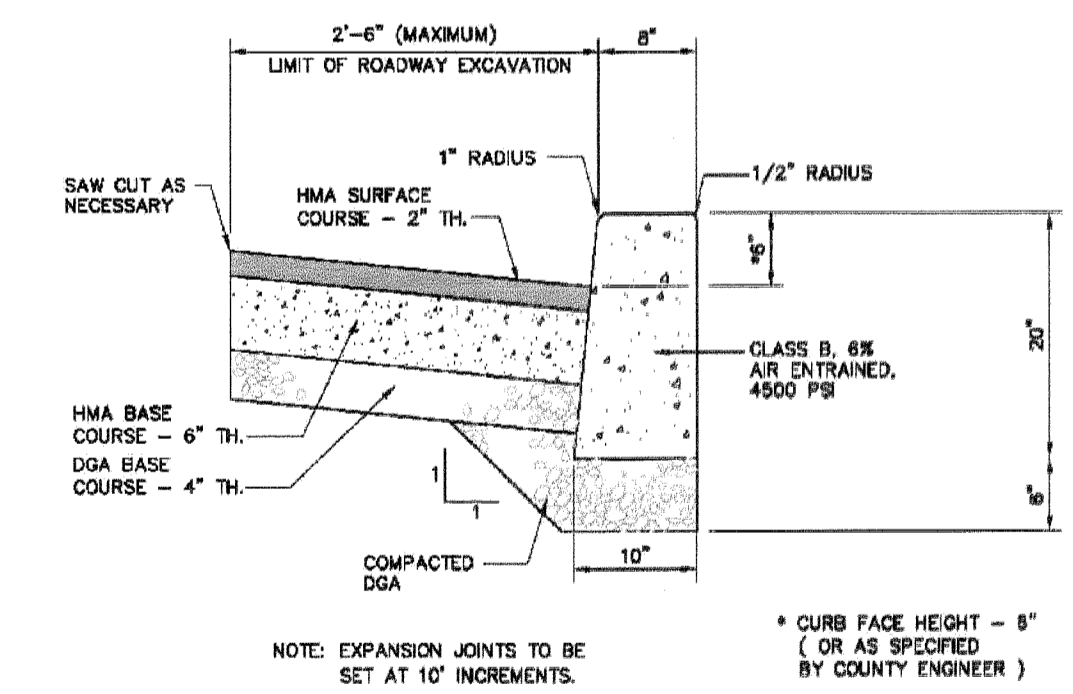 2'-6" (MAXIMUM)
8"
LIMIT OF ROADWAY EXCAVATION
1" RADIUS
1/2" RADIUS
SAW CUT AS
NECESSARY
HMA SURFACE
COURSE - 2" TH.
*6"
20"
CLASS B, 6%
AIR ENTRAINED,
4500 PSI
HMA BASE
COURSE - 6" TH.
DGA BASE
COURSE - 4" TH.
1
1
6"
10"
COMPACTED
DGA
* CURB FACE HEIGHT -
( OR AS SPECIFIED
BY COUNTY ENGINEER )
NOTE: EXPANSION JOINTS TO BE
SET AT 10' INCREMENTS.